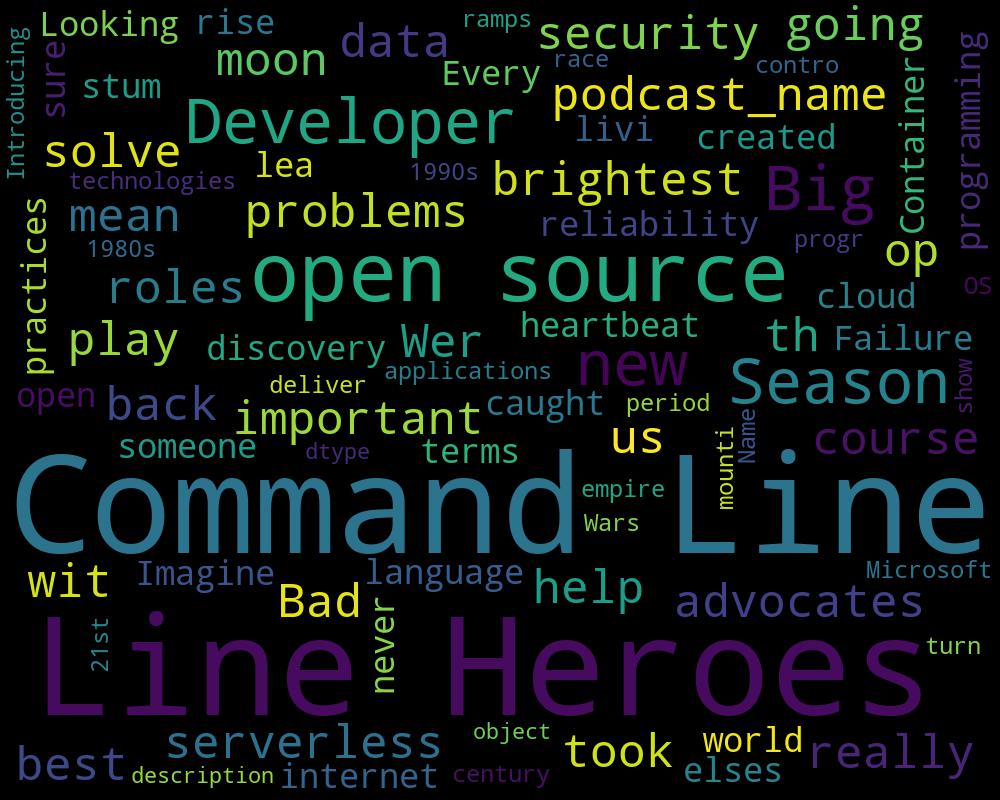 Looking rise ramps security going
Introducing sure moon data Every race contro
stum podcast_name
Developer livi created Container programming
solve lea 1990s brightest Big
technologies
practices mean problems reliability
1980s progr op
roles open source cloud OS
heartbeat
play discovery Wer th Failure
new
applications Season show
open back deliver caught period
important Name
someone dtype terms us mounti course
Command Line
empire
Wars
wit Imagine language help Microsoft
Bad advocates
21st never
Line Heroes turn
serverless object took world really
best description internet century elses